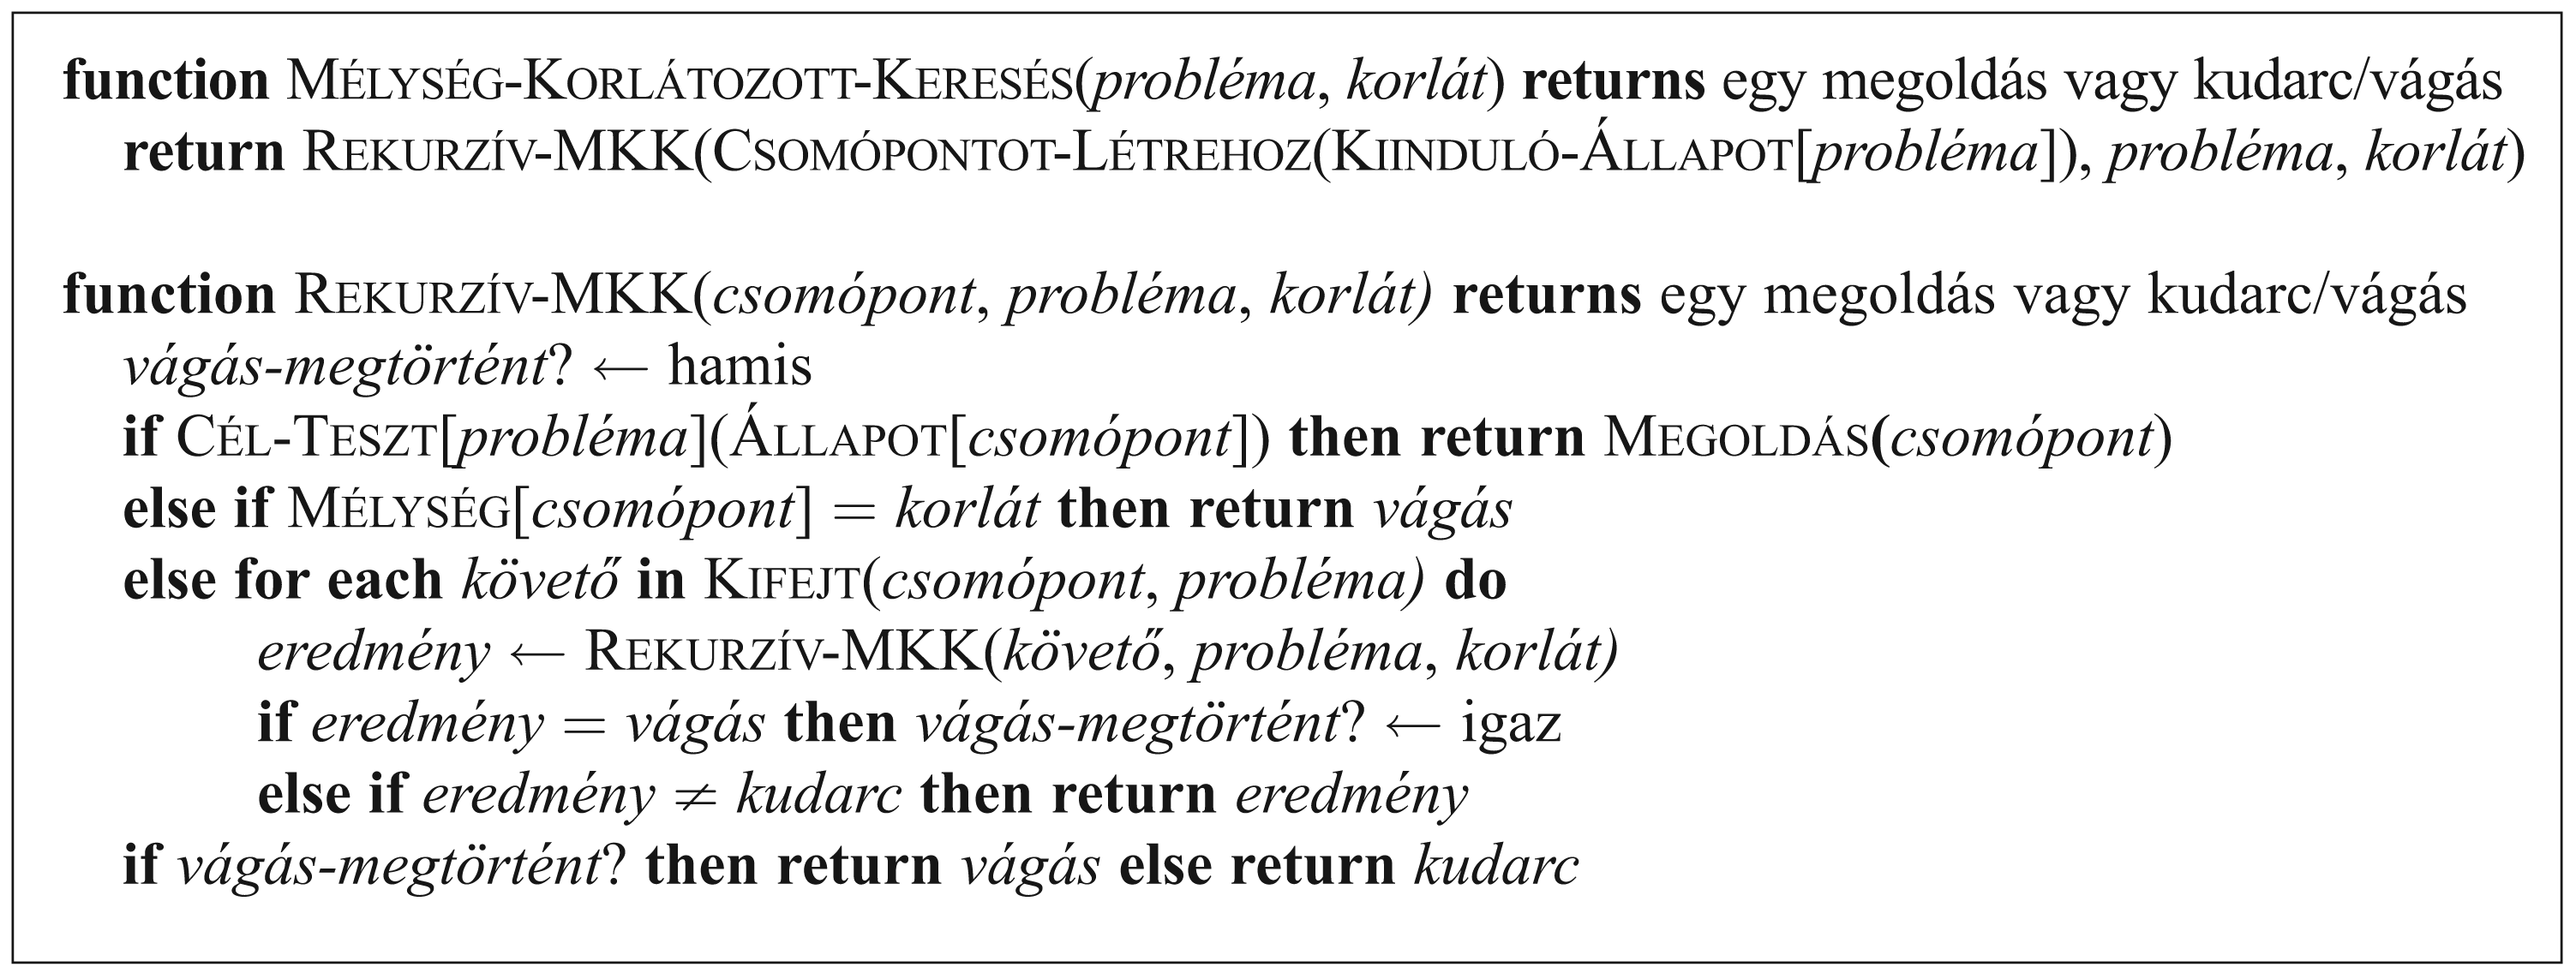 function Mélység-Korlátozott-Keresés(probléma, korlát) returns egy megoldás vagy kudarc/vágás
return Rekurzív-MKK(Csomópontot-Létrehoz(Kiinduló-Állapot[probléma]), probléma, korlát)
function Rekurzív-MKK(csomópont, probléma, korlát) returns egy megoldás vagy kudarc/vágás
vágás-megtörtént? ← hamis
if Cél-Teszt[probléma](Állapot[csomópont]) then return Megoldás(csomópont)
else if Mélység[csomópont] = korlát then return vágás
else for each követő in Kifejt(csomópont, probléma) do
eredmény ← Rekurzív-MKK(követő, probléma, korlát)
if eredmény = vágás then vágás-megtörtént? ← igaz
else if eredmény ≠ kudarc then return eredmény
if vágás-megtörtént? then return vágás else return kudarc